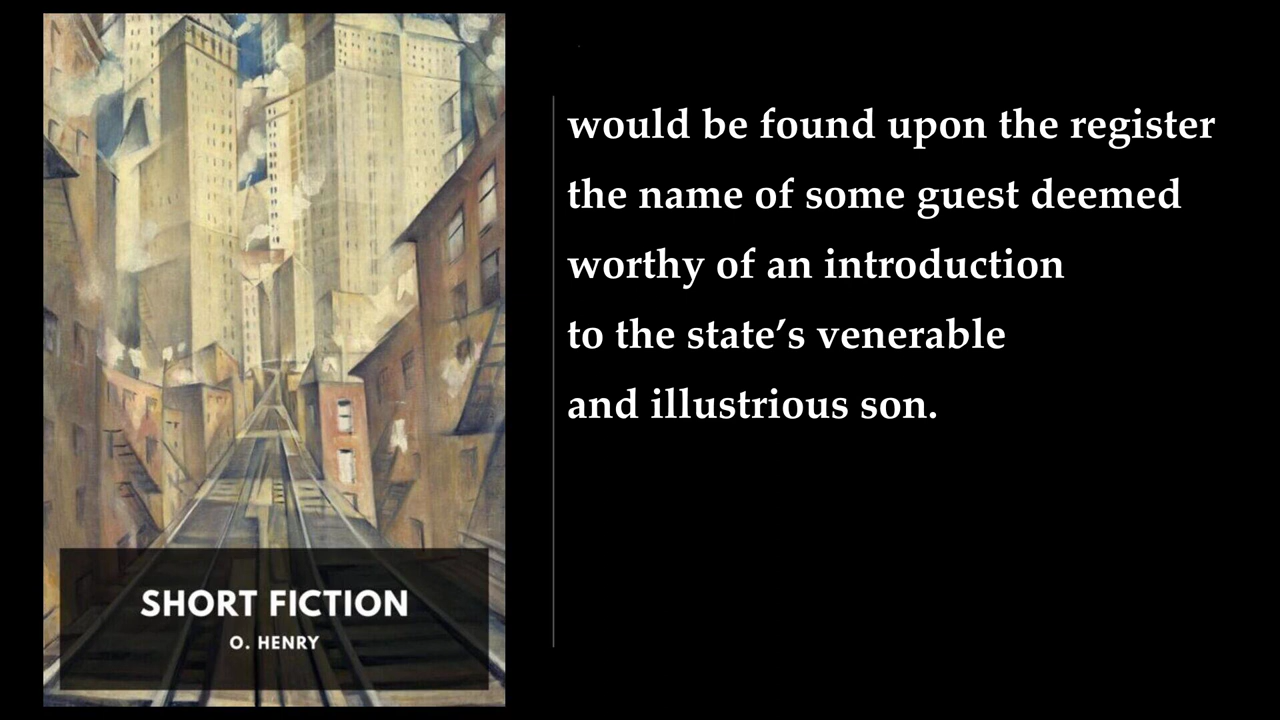 would be found upon the register
the name of some guest deemed
worthy of an introduction
to the state’s venerable
and illustrious son.
SHORT FICTION
O. HENRY